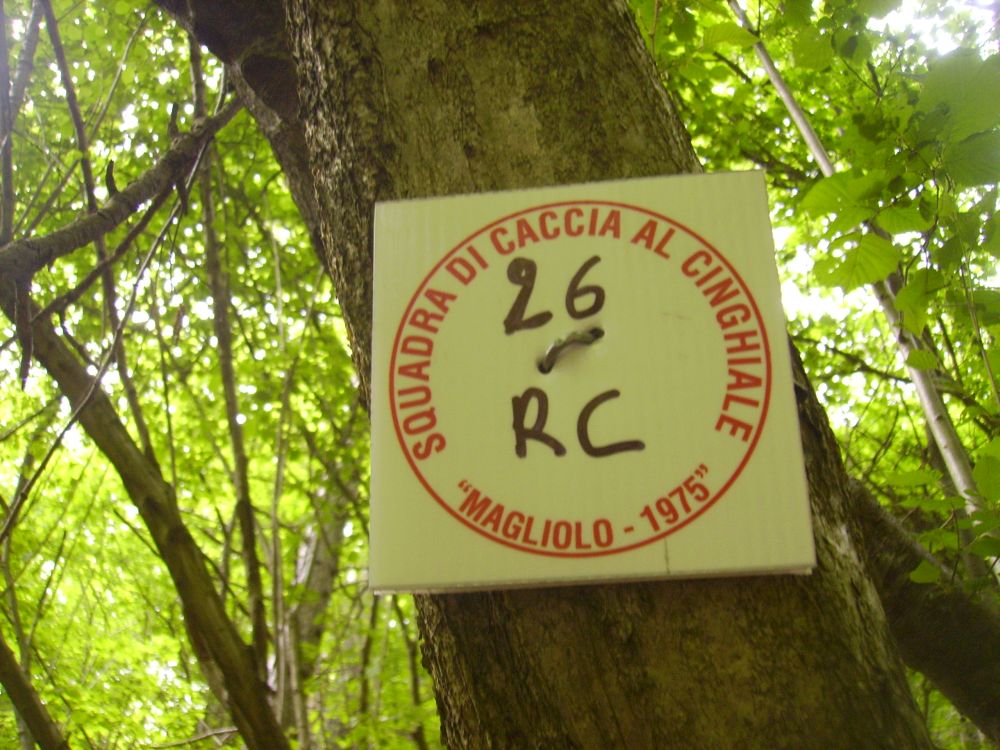 SQUADRA DI CACCIA AL CINGHIALE
26
RC
"MAGLIOLO - 1975"